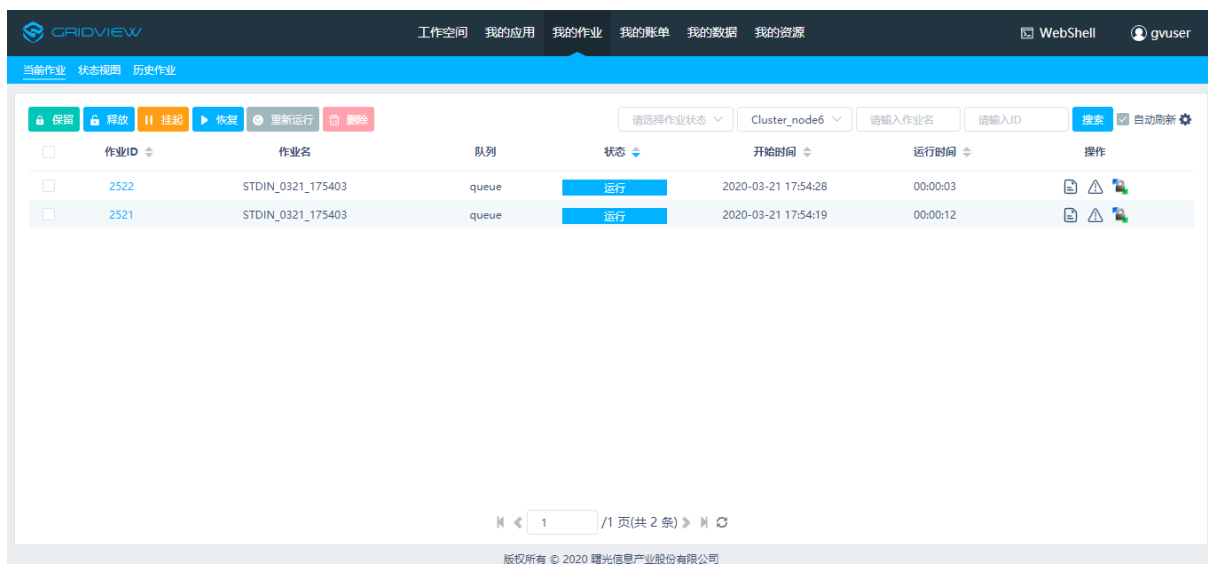 GRIDVIEW 工作空间 我的应用 我的作业 我的账单 我的数据 我的资源 WebShell gvuser
当前作业 状态视图 历史作业
保留 释放 挂起 恢复 重新运行 删除 请选择作业状态 Cluster_node6 请输入作业名 请输入ID 搜索 自动刷新
作业ID 作业名 队列 状态 开始时间 运行时间 操作
2522 STDIN_0321_175403 queue 运行 2020-03-21 17:54:28 00:00:03
2521 STDIN_0321_175403 queue 运行 2020-03-21 17:54:19 00:00:12
1 /1 页(共 2 条)
版权所有 © 2020 曙光信息产业股份有限公司